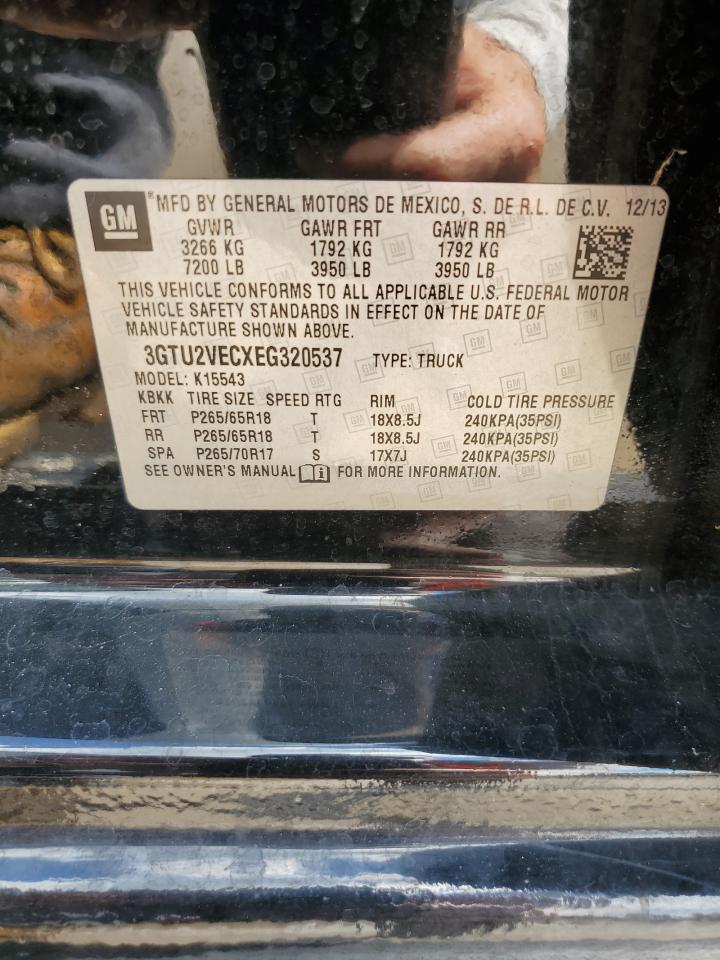 GM ® MFD BY GENERAL MOTORS DE MEXICO, S. DE R.L. DE C.V. 12/13
GVWR GAWR FRT GAWR RR
3266 KG 1792 KG 1792 KG
7200 LB 3950 LB 3950 LB
THIS VEHICLE CONFORMS TO ALL APPLICABLE U.S. FEDERAL MOTOR
VEHICLE SAFETY STANDARDS IN EFFECT ON THE DATE OF
MANUFACTURE SHOWN ABOVE.
3GTU2VECXEG320537 TYPE: TRUCK
MODEL: K15543
KBKK TIRE SIZE SPEED RTG RIM COLD TIRE PRESSURE
FRT P265/65R18 T 18X8.5J 240KPA(35PSI)
RR P265/65R18 T 18X8.5J 240KPA(35PSI)
SPA P265/70R17 S 17X7J 240KPA(35PSI)
SEE OWNER'S MANUAL i FOR MORE INFORMATION.